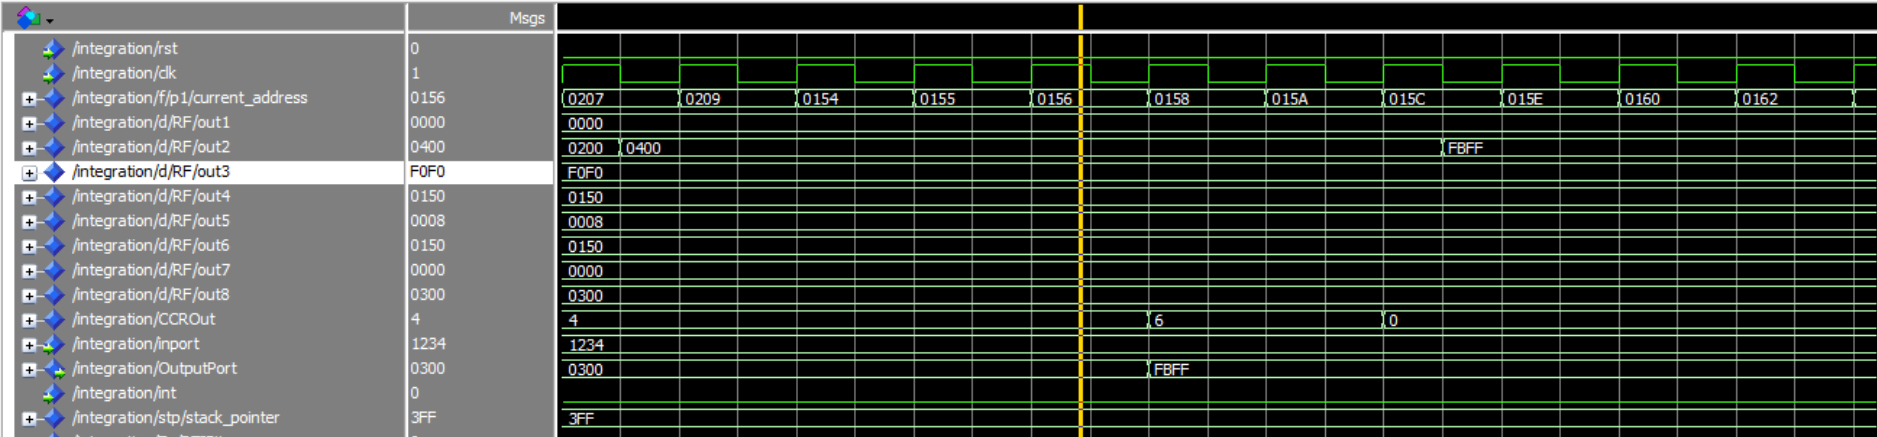 Msgs
/integration/rst 0
/integration/clk 1
/integration/f/p1/current_address 0156 0207 0209 0154 0155 0156 0158 015A 015C 015E 0160 0162
/integration/d/RF/out1 0000 0000
/integration/d/RF/out2 0400 0200 0400 FBFF
/integration/d/RF/out3 F0F0 F0F0
/integration/d/RF/out4 0150 0150
/integration/d/RF/out5 0008 0008
/integration/d/RF/out6 0150 0150
/integration/d/RF/out7 0000 0000
/integration/d/RF/out8 0300 0300
/integration/CCROut 4 4 6 0
/integration/inport 1234 1234
/integration/OutputPort 0300 0300 FBFF
/integration/int 0
/integration/stp/stack_pointer 3FF 3FF